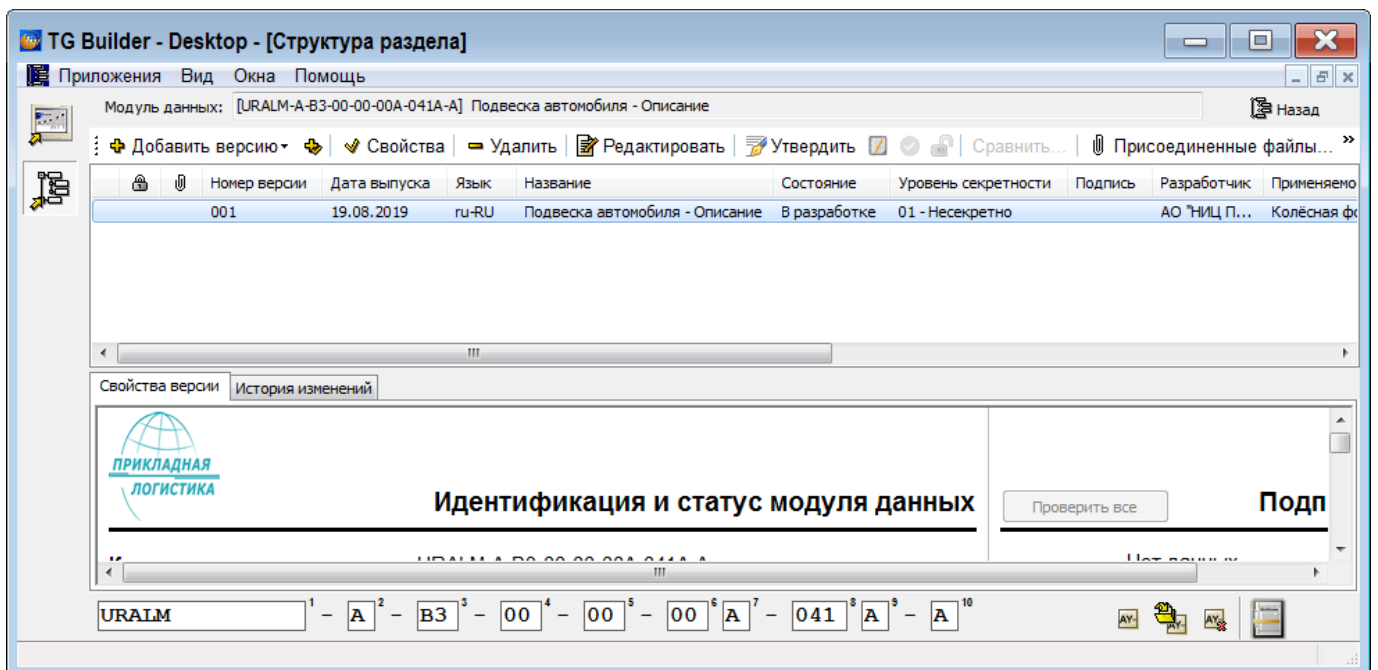 TG Builder - Desktop - [Структура раздела]
Приложения Вид Окна Помощь
Модуль данных: [URALM-A-B3-00-00-00A-041A-A] Подвеска автомобиля - Описание Назад
Добавить версию Свойства Удалить Редактировать Утвердить Сравнить... Присоединенные файлы... »
Номер версии Дата выпуска Язык Название Состояние Уровень секретности Подпись Разработчик Применяемо
001 19.08.2019 ru-RU Подвеска автомобиля - Описание В разработке 01 - Несекретно АО "НИЦ П... Колёсная фо
Свойства версии История изменений
ПРИКЛАДНАЯ
ЛОГИСТИКА
Идентификация и статус модуля данных Проверить все Подп
URALM 1 - A 2 - B3 3 - 00 4 - 00 5 - 00 6 A 7 - 041 8 A 9 - A 10